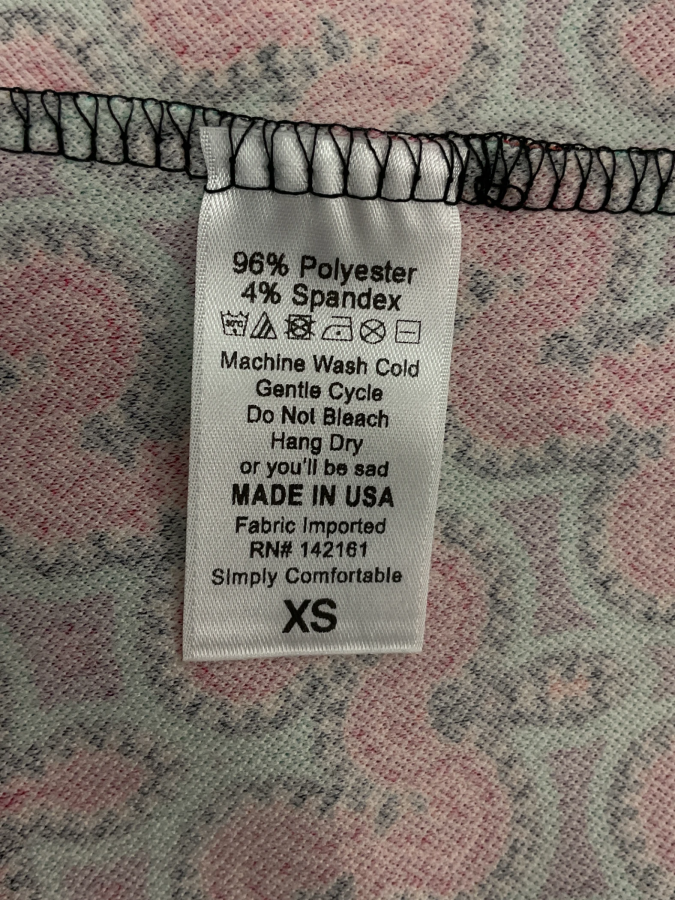 96% Polyester
4% Spandex
30°C
Machine Wash Cold
Gentle Cycle
Do Not Bleach
Hang Dry
or you'll be sad
MADE IN USA
Fabric Imported
RN# 142161
Simply Comfortable
XS